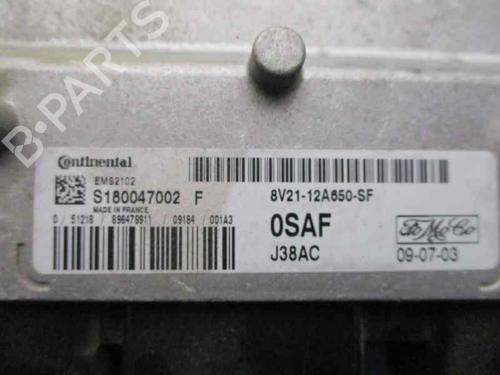 B-PARTS
Continental
EMS2102
S180047002 F
MADE IN FRANCE
0 / 51218 / 896478911 / 09184 / 001A3
8V21-12A650-SF
0SAF
J38AC
FoMoCo
09-07-03